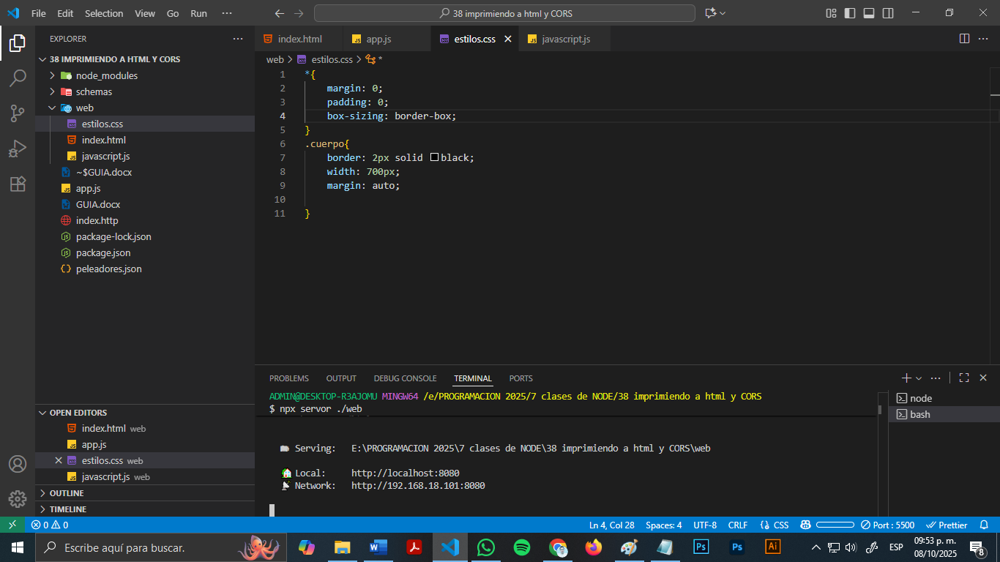 File Edit Selection View Go Run ··· 38 imprimiendo a html y CORS
EXPLORER
38 IMPRIMIENDO A HTML Y CORS
node_modules
schemas
web
estilos.css
index.html
javascript.js
~$GUIA.docx
app.js
GUIA.docx
index.http
package-lock.json
package.json
peleadores.json
OPEN EDITORS
index.html web
app.js
estilos.css web
javascript.js web
OUTLINE
TIMELINE
index.html app.js estilos.css javascript.js
web > estilos.css > *
1 *{
2 margin: 0;
3 padding: 0;
4 box-sizing: border-box;
5 }
6 .cuerpo{
7 border: 2px solid black;
8 width: 700px;
9 margin: auto;
10
11 }
PROBLEMS OUTPUT DEBUG CONSOLE TERMINAL PORTS
ADMIN@DESKTOP-R3AJOMU MINGW64 /e/PROGRAMACION 2025/7 clases de NODE/38 imprimiendo a html y CORS
$ npx servor ./web
Serving: E:\PROGRAMACION 2025\7 clases de NODE\38 imprimiendo a html y CORS\web
Local: http://localhost:8080
Network: http://192.168.18.101:8080
node
bash
0 0 Ln 4, Col 28 Spaces: 4 UTF-8 CRLF CSS Port : 5500 Prettier
Escribe aquí para buscar. Ps Ps Ai ESP 09:53 p. m.
08/10/2025 8